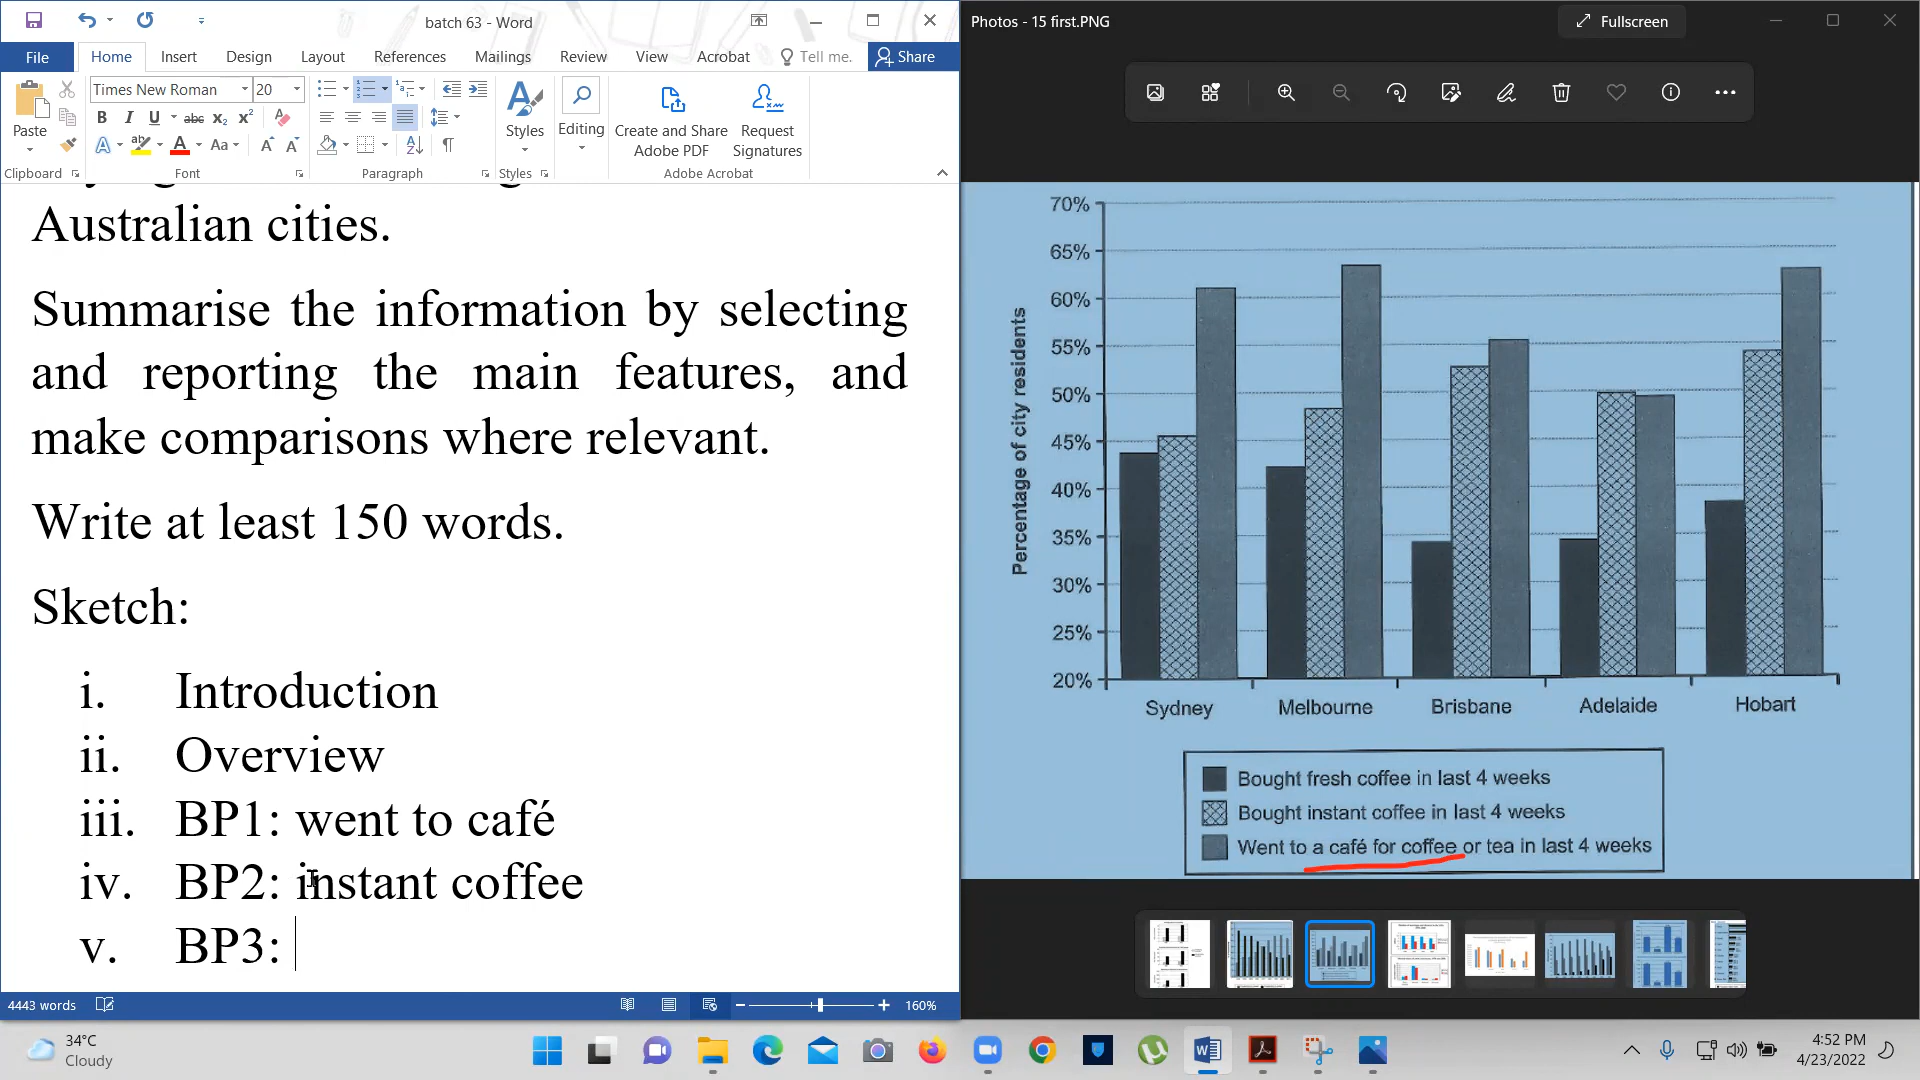 batch 63 - Word
File Home Insert Design Layout References Mailings Review View Acrobat Tell me. Share
Times New Roman 20
Paste
Styles
Editing
Create and Share Adobe PDF
Request Signatures
Clipboard Font Paragraph Styles Adobe Acrobat
Australian cities.
Summarise the information by selecting
and reporting the main features, and
make comparisons where relevant.
Write at least 150 words.
Sketch:
i. Introduction
ii. Overview
iii. BP1: went to café
iv. BP2: instant coffee
v. BP3:
4443 words
160%
Photos - 15 first.PNG
Fullscreen
Percentage of city residents
70%
65%
60%
55%
50%
45%
40%
35%
30%
25%
20%
Sydney Melbourne Brisbane Adelaide Hobart
Bought fresh coffee in last 4 weeks
Bought instant coffee in last 4 weeks
Went to a café for coffee or tea in last 4 weeks
34°C
Cloudy
4:52 PM
4/23/2022